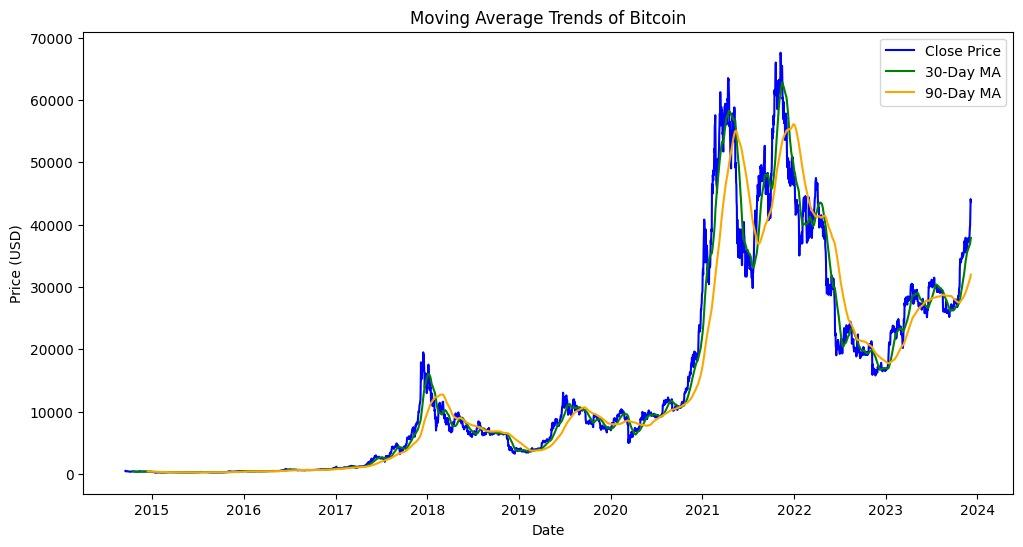 Moving Average Trends of Bitcoin
Close Price
30-Day MA
90-Day MA
Price (USD)
70000
60000
50000
40000
30000
20000
10000
0
2015 2016 2017 2018 2019 2020 2021 2022 2023 2024
Date